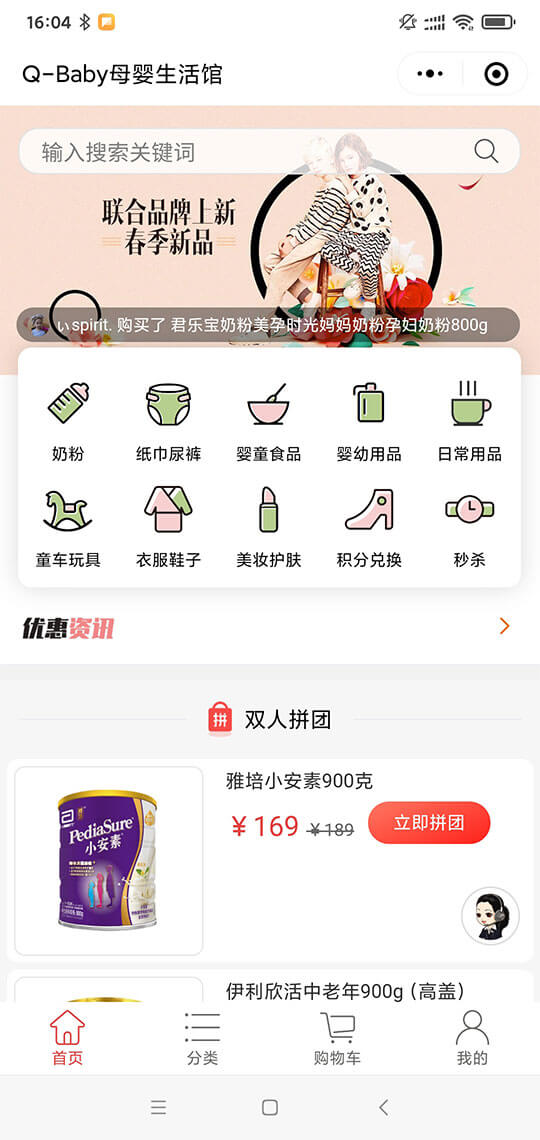 16:04
Q-Baby母婴生活馆
输入搜索关键词
联合品牌上新
春季新品
ぃspirit. 购买了 君乐宝奶粉美孕时光妈妈奶粉孕妇奶粉800g
奶粉
纸巾尿裤
婴童食品
婴幼用品
日常用品
童车玩具
衣服鞋子
美妆护肤
积分兑换
秒杀
优惠资讯
拼
双人拼团
雅培小安素900克
¥ 169 ¥ 189
立即拼团
PediaSure
小安素
伊利欣活中老年900g（高盖）
首页
分类
购物车
我的